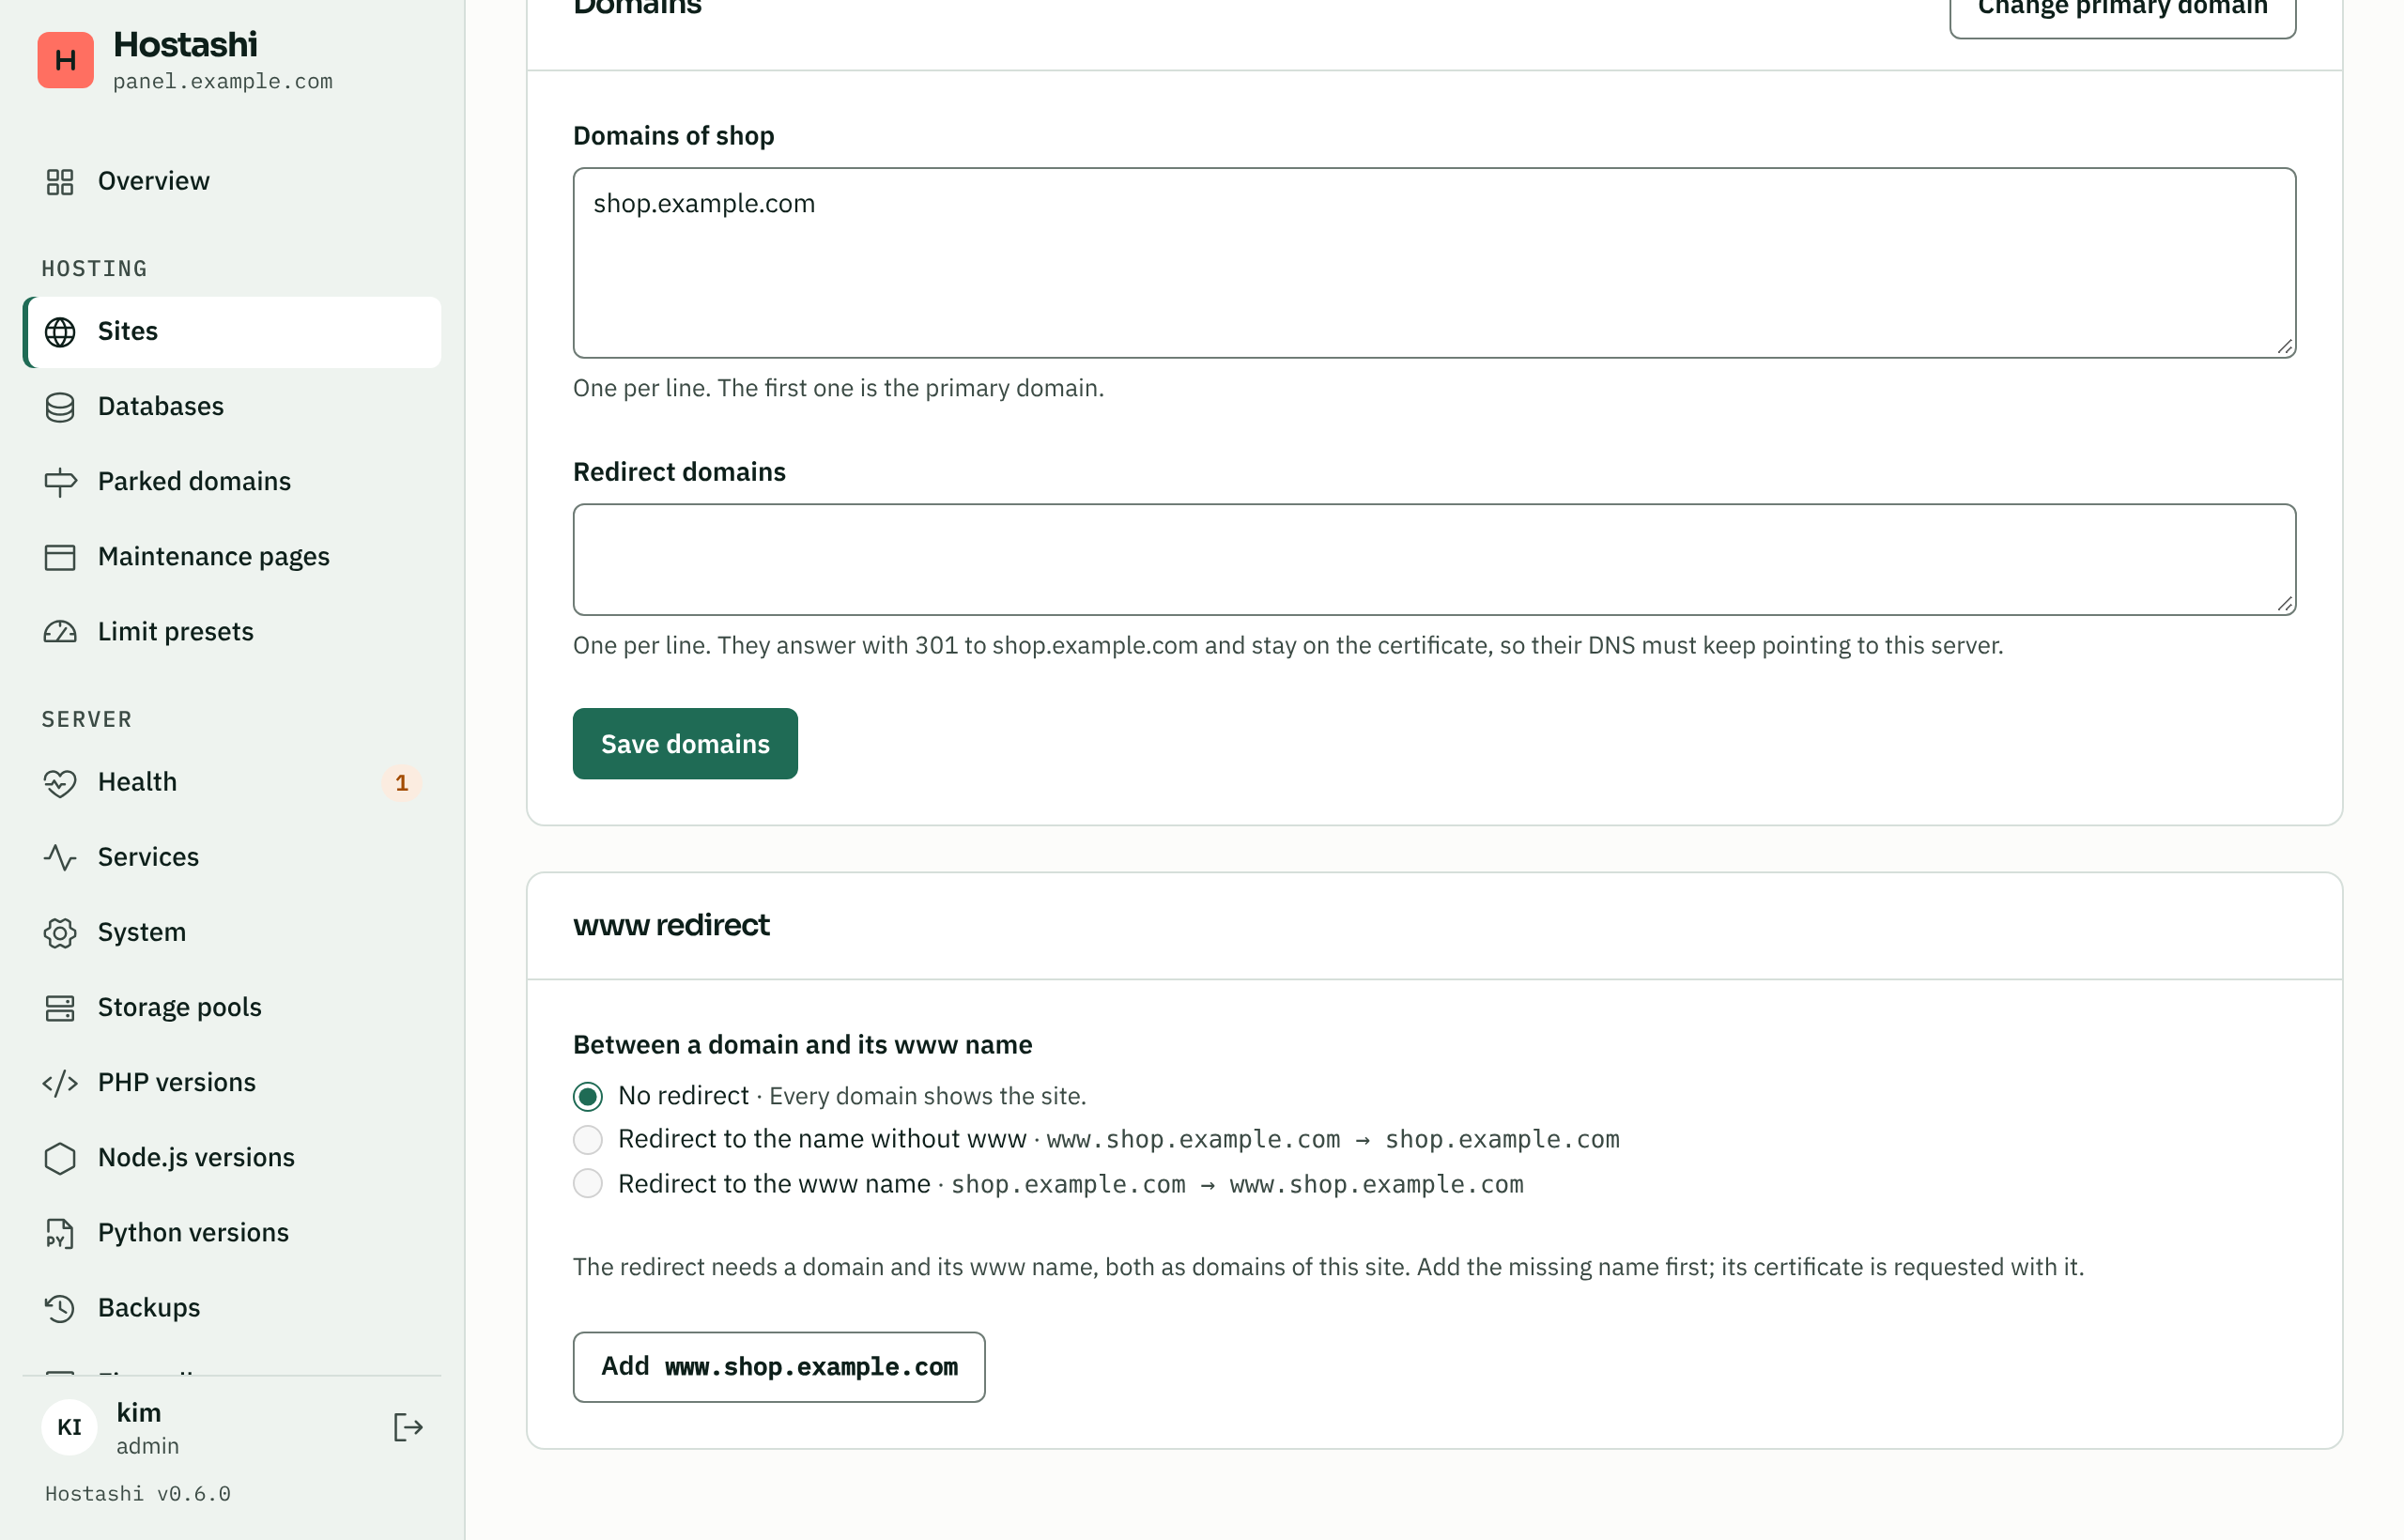 Hostashi
panel.example.com
Overview
HOSTING
Sites
Databases
Parked domains
Maintenance pages
Limit presets
SERVER
Health 1
Services
System
Storage pools
PHP versions
Node.js versions
Python versions
Backups
KI
kim
admin
Hostashi v0.6.0
Domains
Change primary domain
Domains of shop
shop.example.com
One per line. The first one is the primary domain.
Redirect domains
One per line. They answer with 301 to shop.example.com and stay on the certificate, so their DNS must keep pointing to this server.
Save domains
www redirect
Between a domain and its www name
No redirect · Every domain shows the site.
Redirect to the name without www · www.shop.example.com → shop.example.com
Redirect to the www name · shop.example.com → www.shop.example.com
The redirect needs a domain and its www name, both as domains of this site. Add the missing name first; its certificate is requested with it.
Add www.shop.example.com